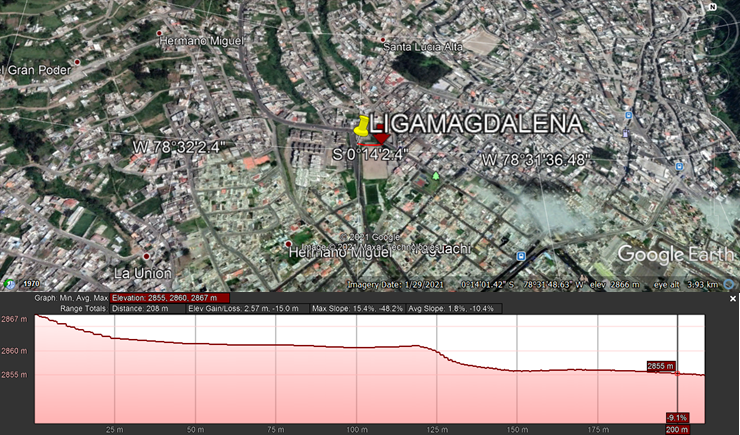 N
Hermano Miguel
Santa Lucia Alta
el Gran Poder
LIGAMAGDALENA
W 78°32'2.4"
S 0°14'2.4"
W 78°31'36.48"
© 2021 Google
Image © 2021 Maxar Technologies
Hermano Miguel
aguachi
Google Earth
La Unión
1970
Imagery Date: 1/29/2021 0°14'01.42" S, 78°31'48.63" W elev 2866 m eye alt 3.93 km
Graph: Min, Avg, Max Elevation: 2855, 2860, 2867 m
Range Totals Distance: 208 m Elev Gain/Loss: 2.57 m, -15.0 m Max Slope: 15.4%, -48.2% Avg Slope: 1.8%, -10.4%
2867 m
2860 m
2855 m
2855 m
-9.1%
25 m 50 m 75 m 100 m 125 m 150 m 175 m 200 m